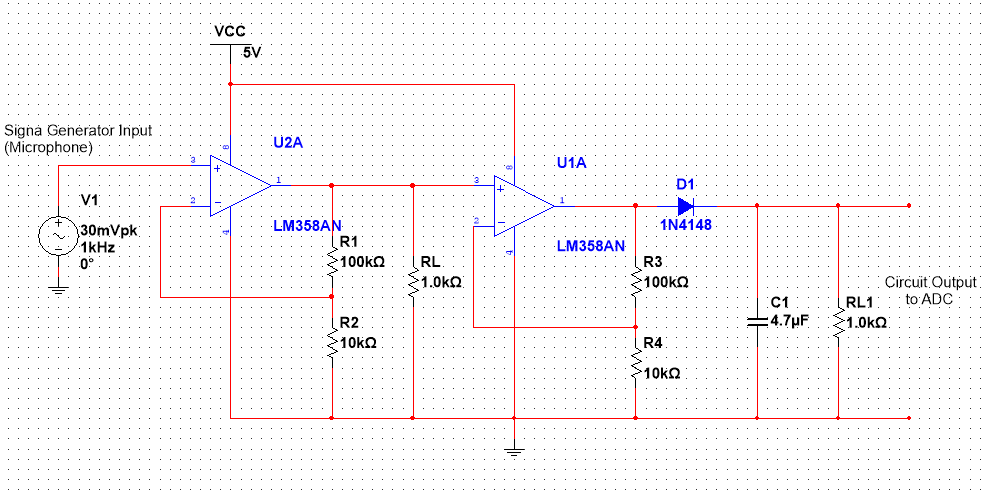 VCC
5V
Signa Generator Input
(Microphone)
V1
30mVpk
1kHz
0°
U2A
8
3
2
1
4
+
−
LM358AN
R1
100kΩ
R2
10kΩ
RL
1.0kΩ
U1A
8
3
2
1
4
+
−
LM358AN
D1
1N4148
R3
100kΩ
R4
10kΩ
C1
4.7µF
RL1
1.0kΩ
Circuit Output
to ADC